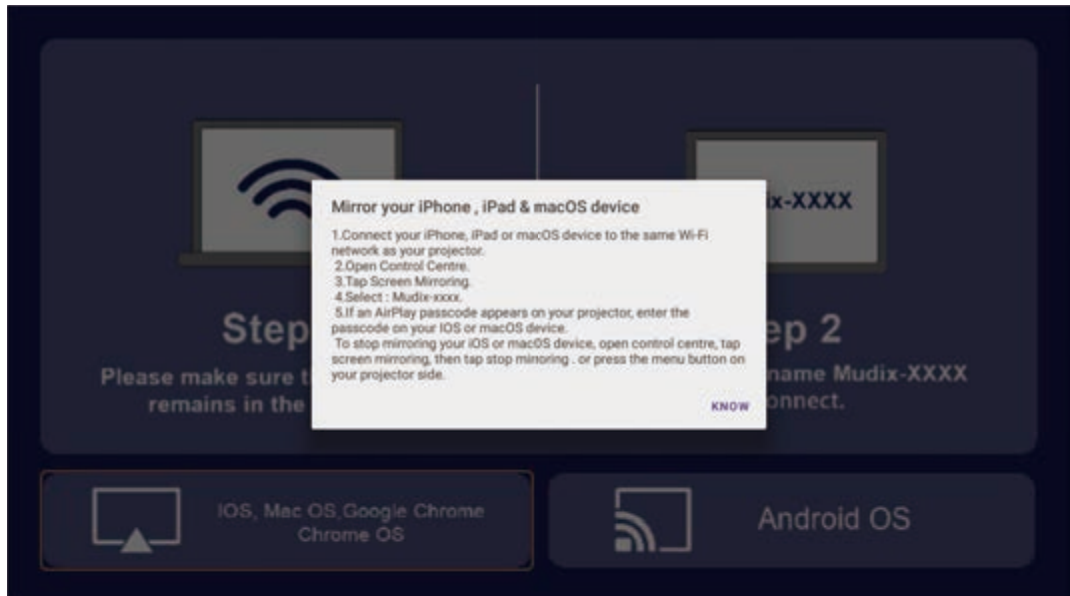 ix-XXXX
Mirror your iPhone , iPad & macOS device
1.Connect your iPhone, iPad or macOS device to the same Wi-Fi
network as your projector.
2.Open Control Centre.
3.Tap Screen Mirroring.
4.Select : Mudix-xxxx.
5.If an AirPlay passcode appears on your projector, enter the
passcode on your IOS or macOS device.
To stop mirroring your iOS or macOS device, open control centre, tap
screen mirroring, then tap stop mirroring . or press the menu button on
your projector side.
KNOW
Step
ep 2
Please make sure t
remains in the
name Mudix-XXXX
onnect.
IOS, Mac OS,Google Chrome
Chrome OS
Android OS